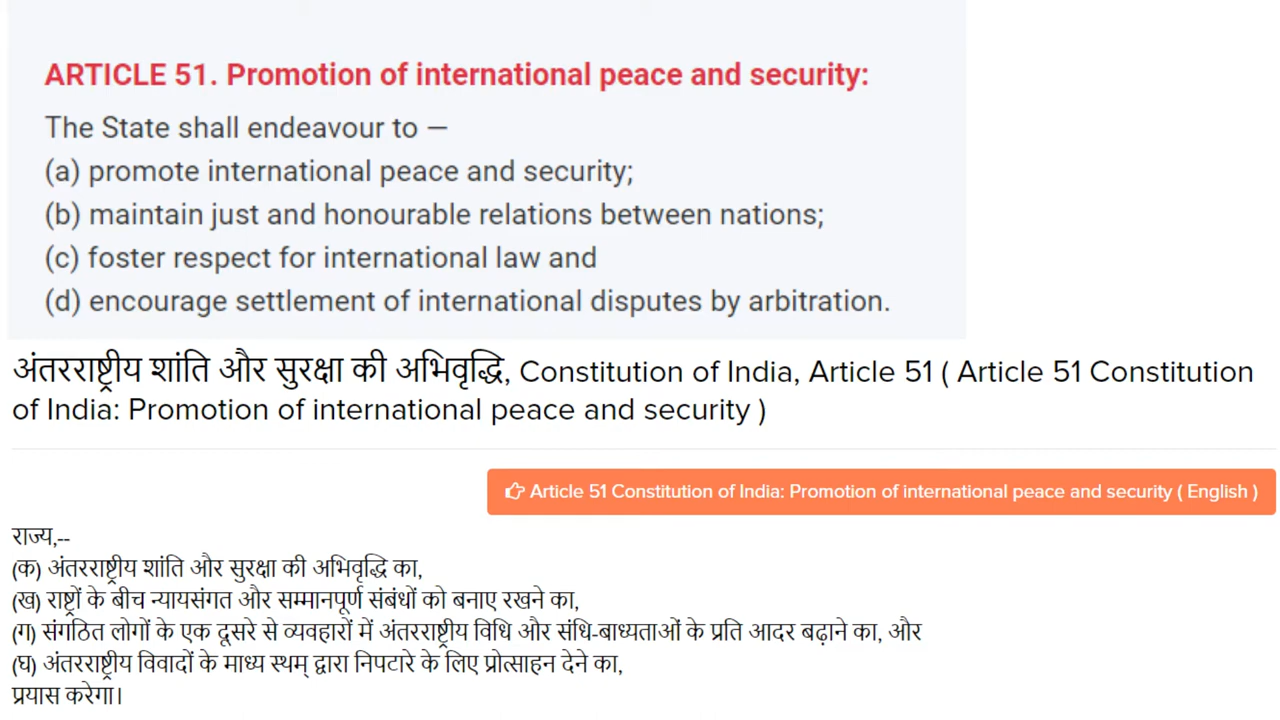 ARTICLE 51. Promotion of international peace and security:
The State shall endeavour to —
(a) promote international peace and security;
(b) maintain just and honourable relations between nations;
(c) foster respect for international law and
(d) encourage settlement of international disputes by arbitration.
अंतरराष्ट्रीय शांति और सुरक्षा की अभिवृद्धि, Constitution of India, Article 51 ( Article 51 Constitution
of India: Promotion of international peace and security )
Article 51 Constitution of India: Promotion of international peace and security ( English )
राज्य,--
(क) अंतरराष्ट्रीय शांति और सुरक्षा की अभिवृद्धि का,
(ख) राष्ट्रों के बीच न्यायसंगत और सम्मानपूर्ण संबंधों को बनाए रखने का,
(ग) संगठित लोगों के एक दूसरे से व्यवहारों में अंतरराष्ट्रीय विधि और संधि-बाध्यताओं के प्रति आदर बढ़ाने का, और
(घ) अंतरराष्ट्रीय विवादों के माध्य स्थम् द्वारा निपटारे के लिए प्रोत्साहन देने का,
प्रयास करेगा।